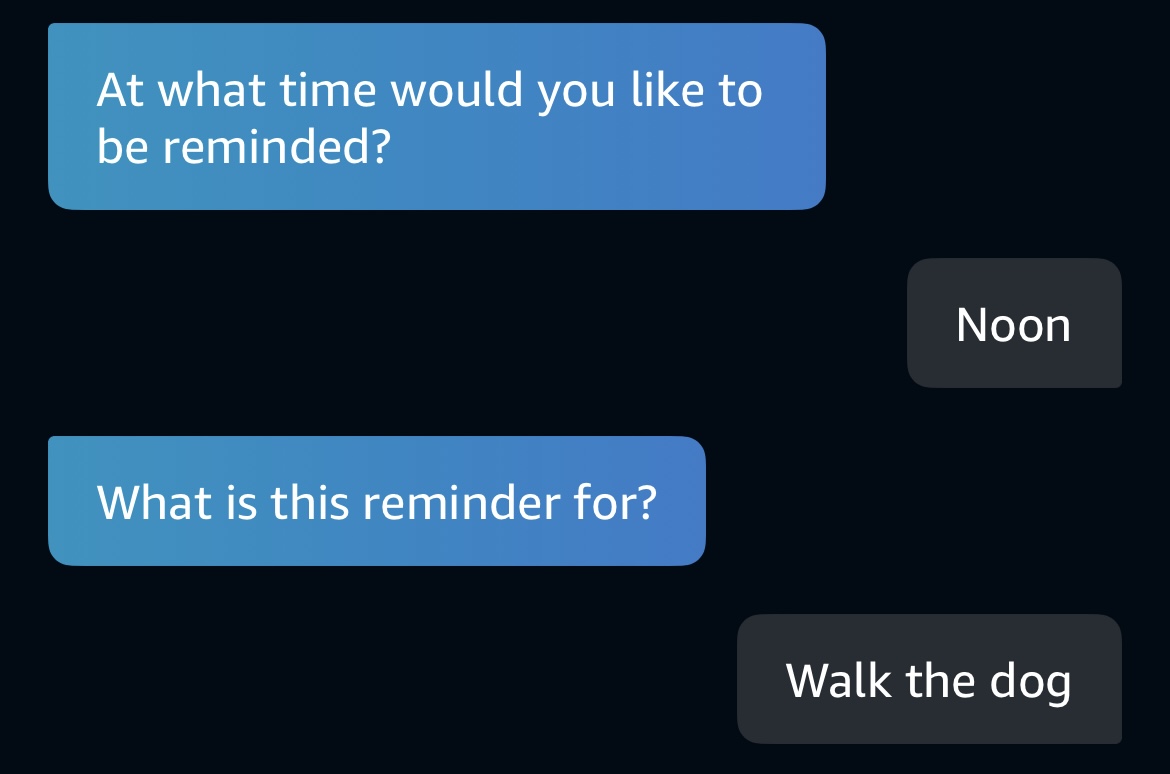 At what time would you like to
be reminded?
Noon
What is this reminder for?
Walk the dog